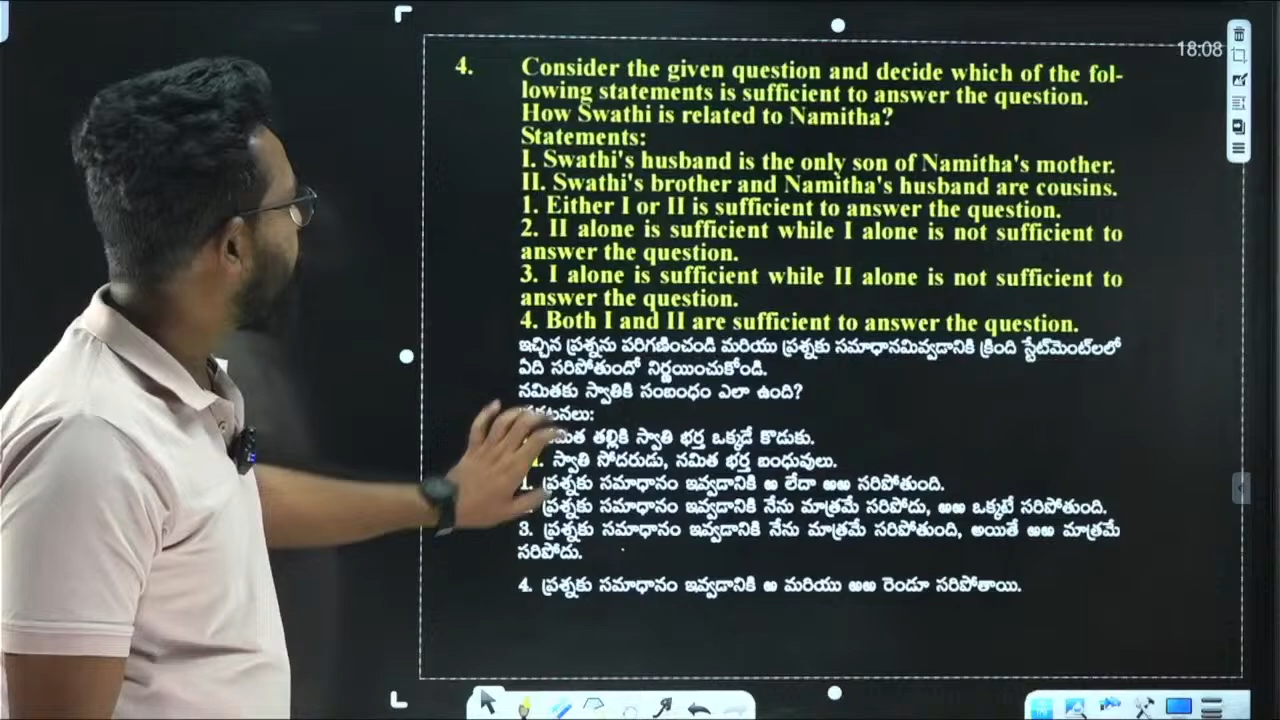 18:08
4. Consider the given question and decide which of the fol-
lowing statements is sufficient to answer the question.
How Swathi is related to Namitha?
Statements:
I. Swathi's husband is the only son of Namitha's mother.
II. Swathi's brother and Namitha's husband are cousins.
1. Either I or II is sufficient to answer the question.
2. II alone is sufficient while I alone is not sufficient to
answer the question.
3. I alone is sufficient while II alone is not sufficient to
answer the question.
4. Both I and II are sufficient to answer the question.
ఇచ్చిన ప్రశ్నను పరిగణించండి మరియు ప్రశ్నకు సమాధానమివ్వడానికి క్రింది స్టేట్‌మెంట్‌లలో
ఏది సరిపోతుందో నిర్ణయించుకోండి.
నమితకు స్వాతికి సంబంధం ఎలా ఉంది?
తల్లికి స్వాతి భర్త ఒక్కడే కొడుకు.
స్వాతి సోదరుడు, నమిత భర్త బంధువులు.
1. ప్రశ్నకు సమాధానం ఇవ్వడానికి ఱ లేదా ఱఱ సరిపోతుంది.
ప్రశ్నకు సమాధానం ఇవ్వడానికి నేను మాత్రమే సరిపోదు, ఱఱ ఒక్కటే సరిపోతుంది.
3. ప్రశ్నకు సమాధానం ఇవ్వడానికి నేను మాత్రమే సరిపోతుంది, అయితే ఱఱ మాత్రమే
సరిపోదు.
4. ప్రశ్నకు సమాధానం ఇవ్వడానికి ఱ మరియు ఱఱ రెండూ సరిపోతాయి.